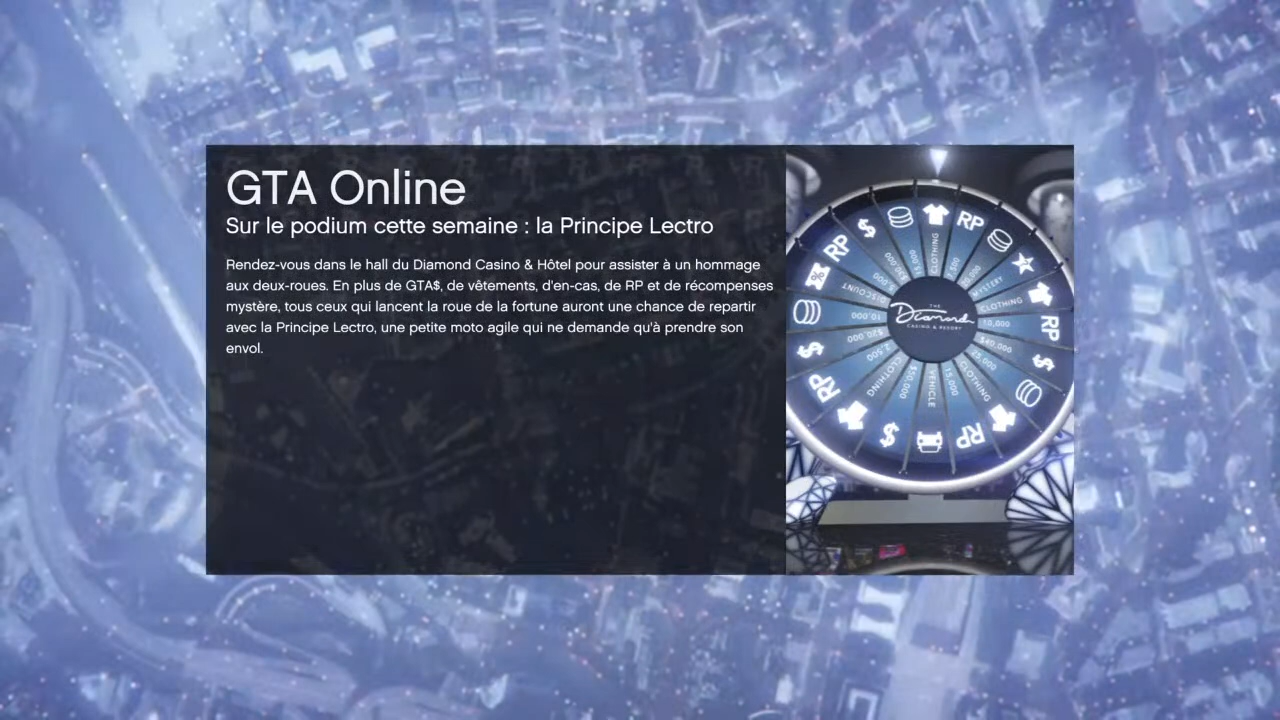 GTA Online
Sur le podium cette semaine : la Principe Lectro
Rendez-vous dans le hall du Diamond Casino & Hôtel pour assister à un hommage
aux deux-roues. En plus de GTA$, de vêtements, d'en-cas, de RP et de récompenses
mystère, tous ceux qui lancent la roue de la fortune auront une chance de repartir
avec la Principe Lectro, une petite moto agile qui ne demande qu'à prendre son
envol.
RP
CLOTHING
MYSTERY
CLOTHING
RP
10,000
$40,000
25,000
CLOTHING
RP
15,000
VEHICLE
$50,000
$
CLOTHING
2,500
RP
$20,000
$
10,000
DISCOUNT
RP
$
THE
Diamond
CASINO & RESORT